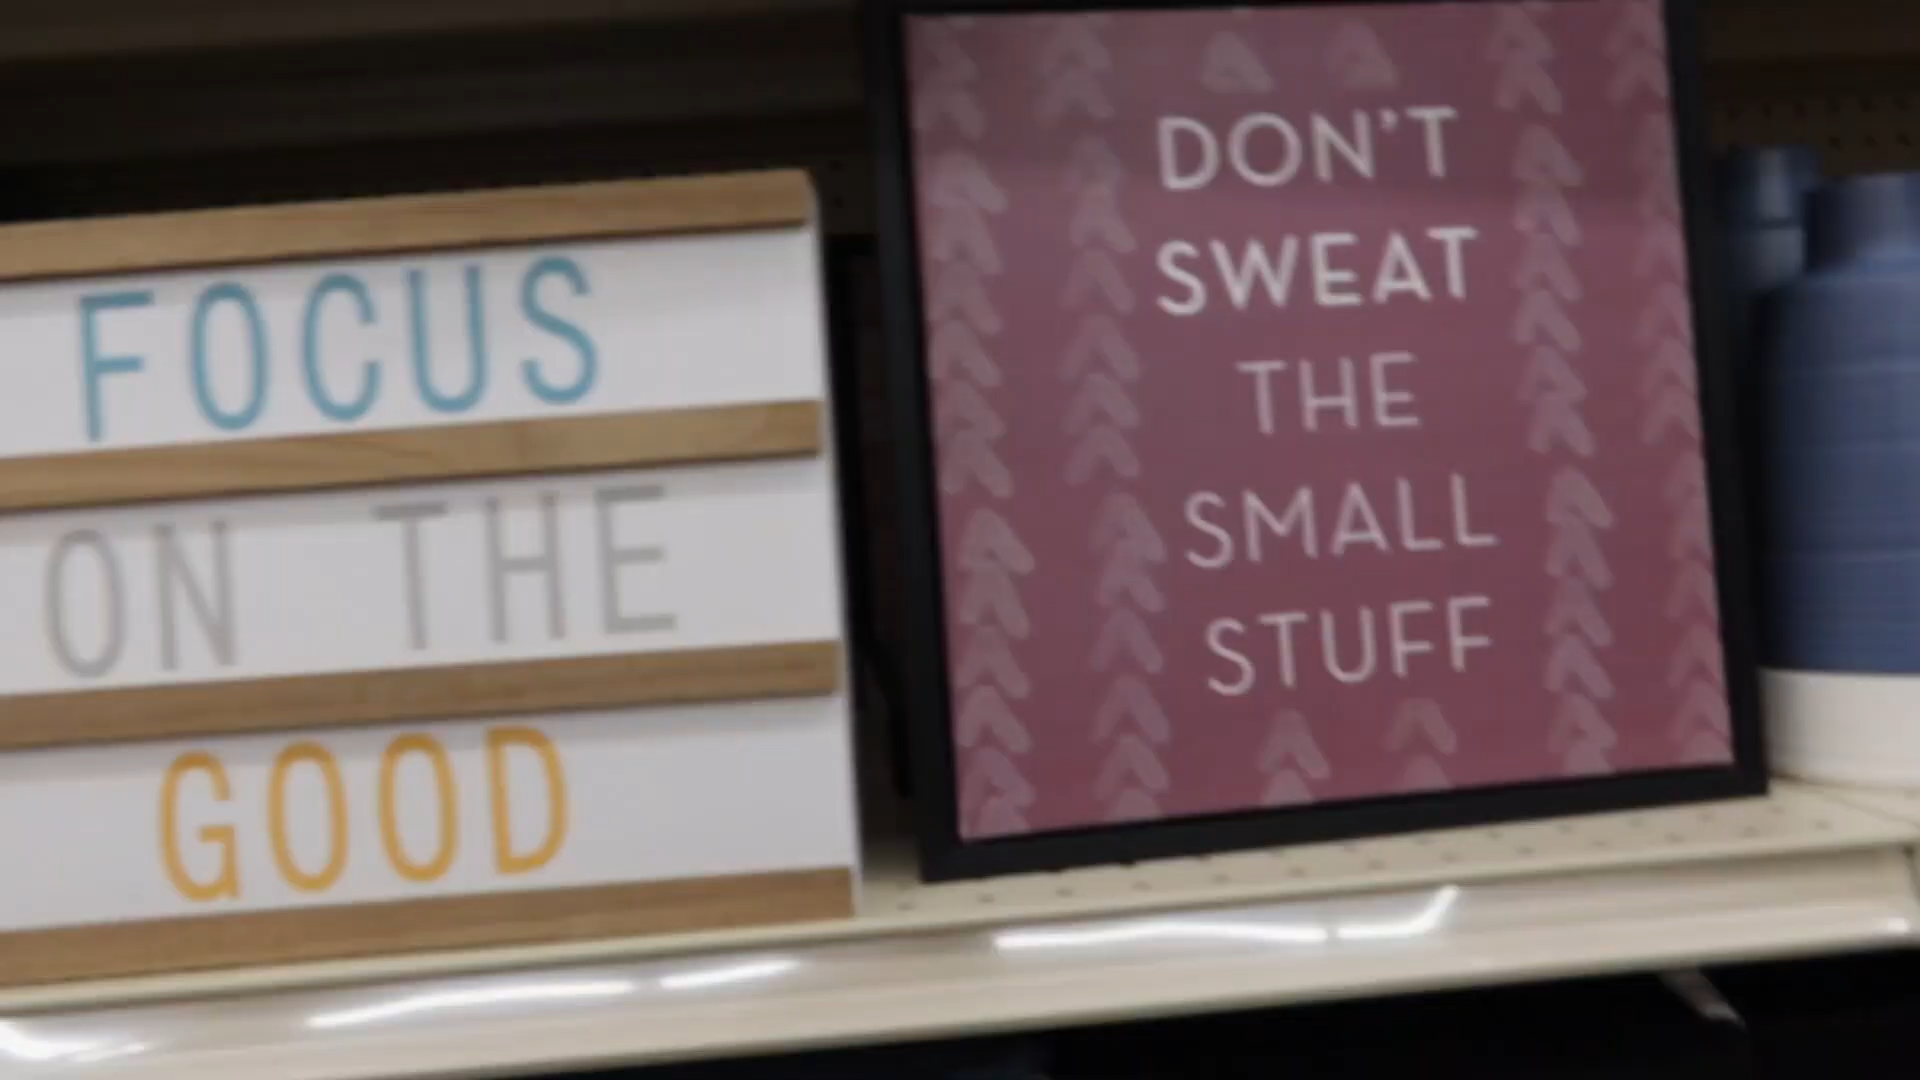 FOCUS
ON THE
GOOD
DON'T
SWEAT
THE
SMALL
STUFF